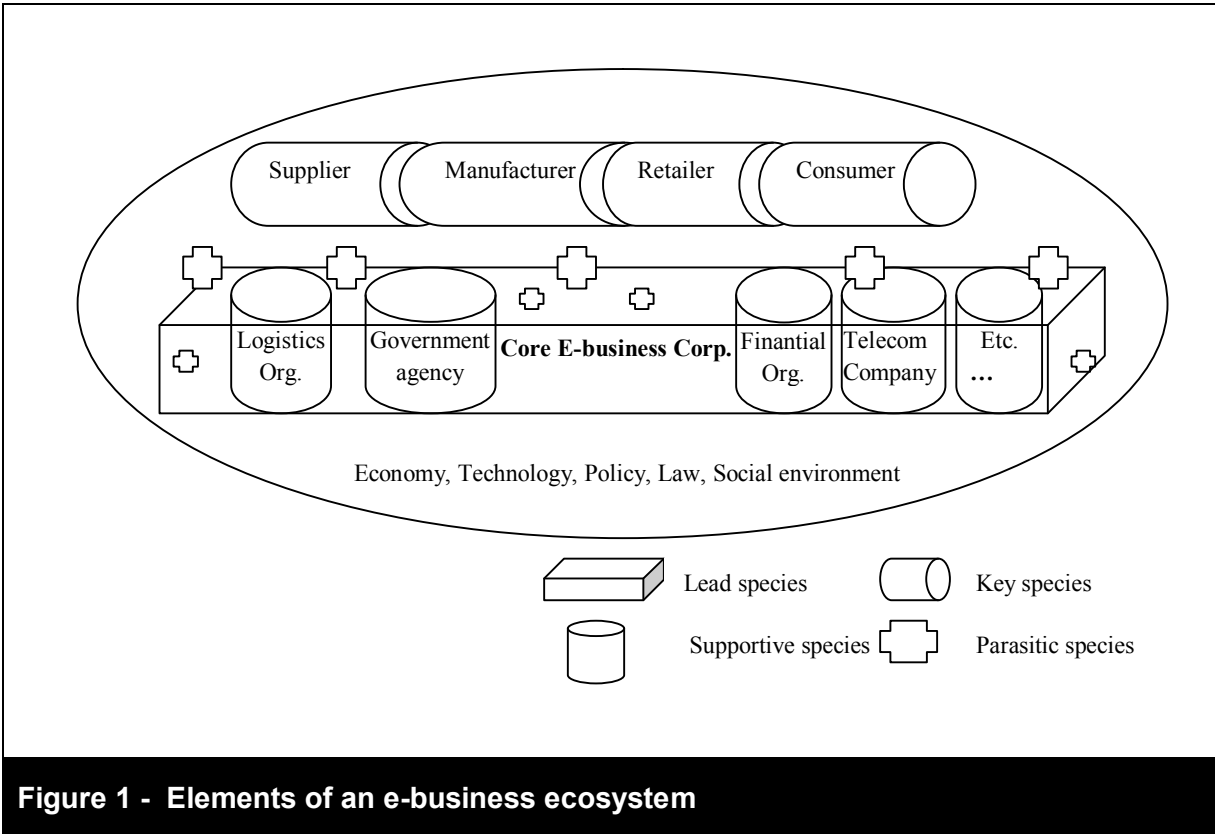 Supplier
Manufacturer
Retailer
Consumer
Logistics
Org.
Government
agency
Core E-business Corp.
Finantial
Org.
Telecom
Company
Etc.
...
Economy, Technology, Policy, Law, Social environment
Lead species
Key species
Supportive species
Parasitic species
Figure 1 - Elements of an e-business ecosystem